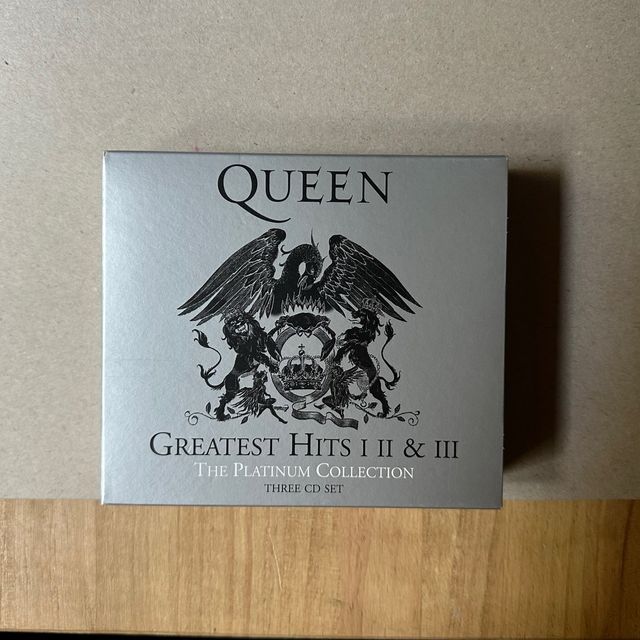 QUEEN
GREATEST HITS I II & III
THE PLATINUM COLLECTION
THREE CD SET